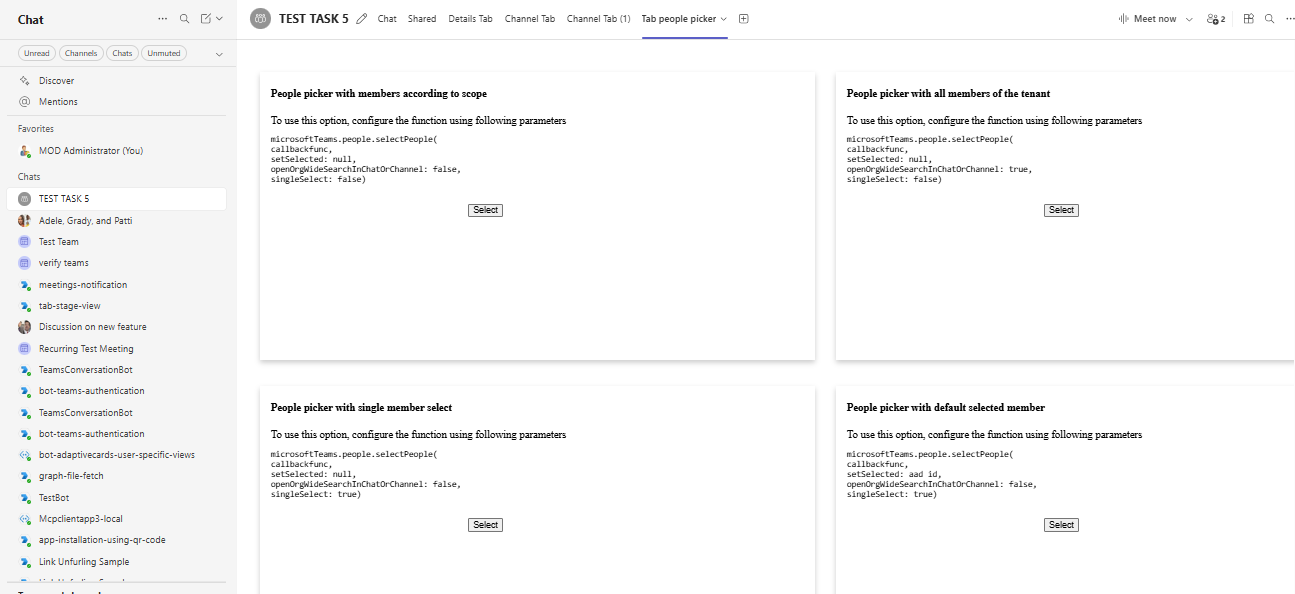 Chat
Unread Channels Chats Unmuted
Discover
Mentions
Favorites
MOD Administrator (You)
Chats
TEST TASK 5
Adele, Grady, and Patti
Test Team
verify teams
meetings-notification
tab-stage-view
Discussion on new feature
Recurring Test Meeting
TeamsConversationBot
bot-teams-authentication
TeamsConversationBot
bot-teams-authentication
bot-adaptivecards-user-specific-views
graph-file-fetch
TestBot
Mcpclientapp3-local
app-installation-using-qr-code
Link Unfurling Sample
TEST TASK 5 Chat Shared Details Tab Channel Tab Channel Tab (1) Tab people picker Meet now 2
People picker with members according to scope
To use this option, configure the function using following parameters
microsoftTeams.people.selectPeople(
callbackfunc,
setSelected: null,
openOrgWideSearchInChatOrChannel: false,
singleSelect: false)
Select
People picker with all members of the tenant
To use this option, configure the function using following parameters
microsoftTeams.people.selectPeople(
callbackfunc,
setSelected: null,
openOrgWideSearchInChatOrChannel: true,
singleSelect: false)
Select
People picker with single member select
To use this option, configure the function using following parameters
microsoftTeams.people.selectPeople(
callbackfunc,
setSelected: null,
openOrgWideSearchInChatOrChannel: false,
singleSelect: true)
Select
People picker with default selected member
To use this option, configure the function using following parameters
microsoftTeams.people.selectPeople(
callbackfunc,
setSelected: aad id,
openOrgWideSearchInChatOrChannel: false,
singleSelect: true)
Select